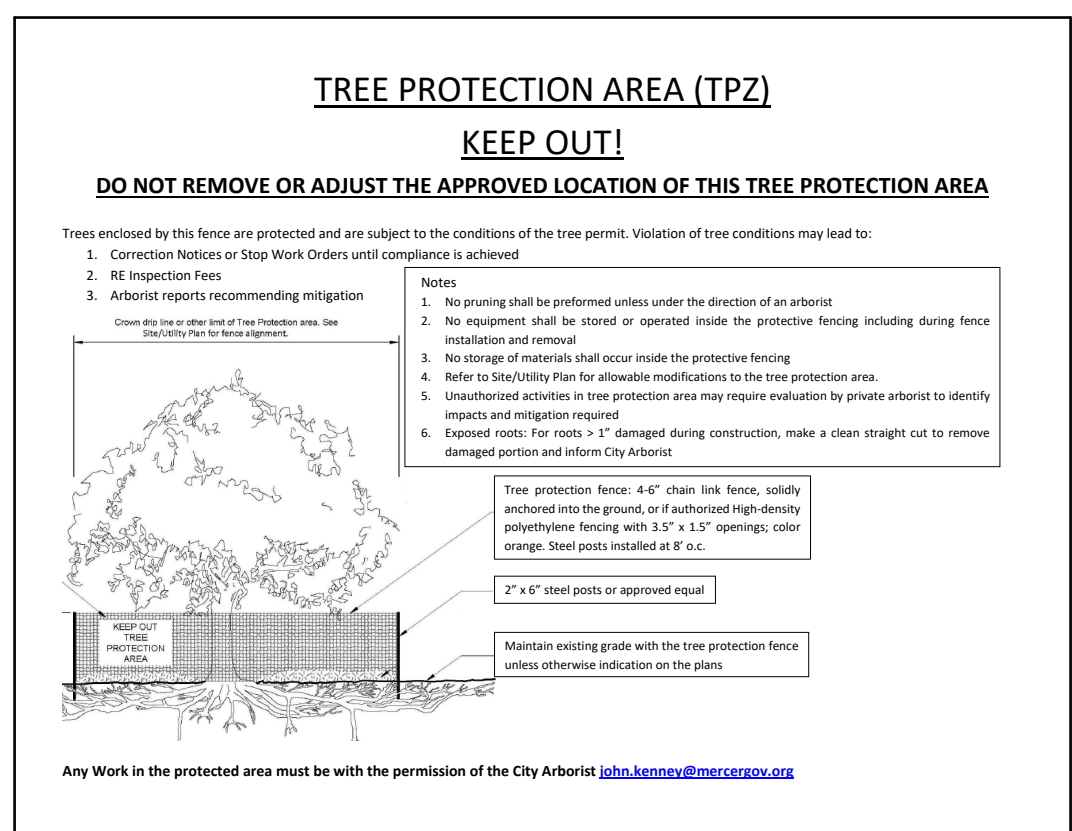 TREE PROTECTION AREA (TPZ)
KEEP OUT!
DO NOT REMOVE OR ADJUST THE APPROVED LOCATION OF THIS TREE PROTECTION AREA
Trees enclosed by this fence are protected and are subject to the conditions of the tree permit. Violation of tree conditions may lead to:
1. Correction Notices or Stop Work Orders until compliance is achieved
2. RE Inspection Fees
3. Arborist reports recommending mitigation
Notes
1. No pruning shall be preformed unless under the direction of an arborist
2. No equipment shall be stored or operated inside the protective fencing including during fence
installation and removal
3. No storage of materials shall occur inside the protective fencing
4. Refer to Site/Utility Plan for allowable modifications to the tree protection area.
5. Unauthorized activities in tree protection area may require evaluation by private arborist to identify
impacts and mitigation required
6. Exposed roots: For roots > 1” damaged during construction, make a clean straight cut to remove
damaged portion and inform City Arborist
Crown drip line or other limit of Tree Protection area. See
Site/Utility Plan for fence alignment.
Tree protection fence: 4-6” chain link fence, solidly
anchored into the ground, or if authorized High-density
polyethylene fencing with 3.5” x 1.5” openings; color
orange. Steel posts installed at 8’ o.c.
2” x 6” steel posts or approved equal
KEEP OUT
TREE
PROTECTION
AREA
Maintain existing grade with the tree protection fence
unless otherwise indication on the plans
Any Work in the protected area must be with the permission of the City Arborist john.kenney@mercergov.org